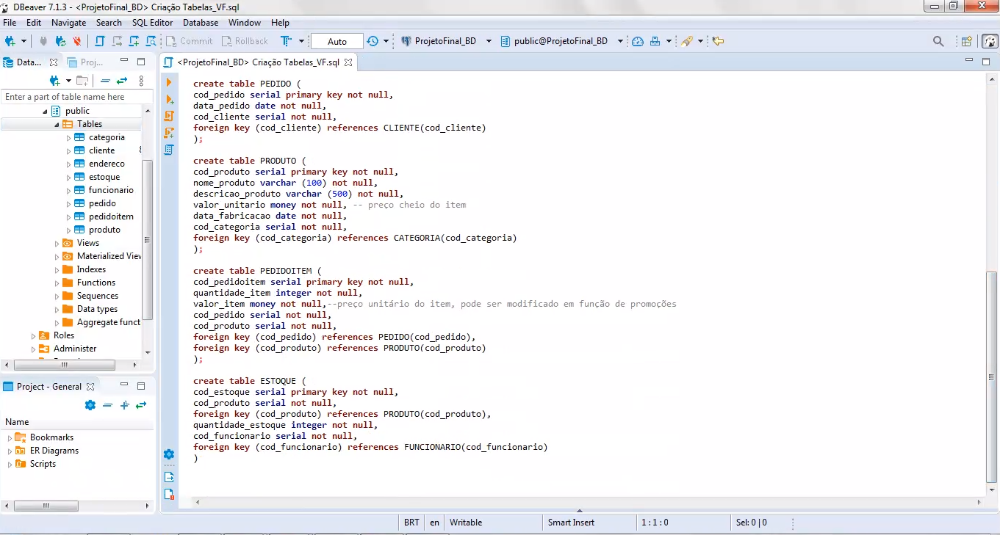 DBeaver 7.1.3 - <ProjetoFinal_BD> Criação Tabelas_VF.sql
File Edit Navigate Search SQL Editor Database Window Help
Commit Rollback Auto ProjetoFinal_BD public@ProjetoFinal_BD
Data... Proj...
Enter a part of table name here
public
Tables
categoria
cliente
endereco
estoque
funcionario
pedido
pedidoitem
produto
Views
Materialized Viev
Indexes
Functions
Sequences
Data types
Aggregate funct
Roles
Administer
Project - General
Name
Bookmarks
ER Diagrams
Scripts
<ProjetoFinal_BD> Criação Tabelas_VF.sql
create table PEDIDO (
cod_pedido serial primary key not null,
data_pedido date not null,
cod_cliente serial not null,
foreign key (cod_cliente) references CLIENTE(cod_cliente)
);
create table PRODUTO (
cod_produto serial primary key not null,
nome_produto varchar (100) not null,
descricao_produto varchar (500) not null,
valor_unitario money not null, -- preço cheio do item
data_fabricacao date not null,
cod_categoria serial not null,
foreign key (cod_categoria) references CATEGORIA(cod_categoria)
);
create table PEDIDOITEM (
cod_pedidoitem serial primary key not null,
quantidade_item integer not null,
valor_item money not null,--preço unitário do item, pode ser modificado em função de promoções
cod_pedido serial not null,
cod_produto serial not null,
foreign key (cod_pedido) references PEDIDO(cod_pedido),
foreign key (cod_produto) references PRODUTO(cod_produto)
);
create table ESTOQUE (
cod_estoque serial primary key not null,
cod_produto serial not null,
foreign key (cod_produto) references PRODUTO(cod_produto),
quantidade_estoque integer not null,
cod_funcionario serial not null,
foreign key (cod_funcionario) references FUNCIONARIO(cod_funcionario)
)
BRT en Writable Smart Insert 1 : 1 : 0 Sel: 0 | 0